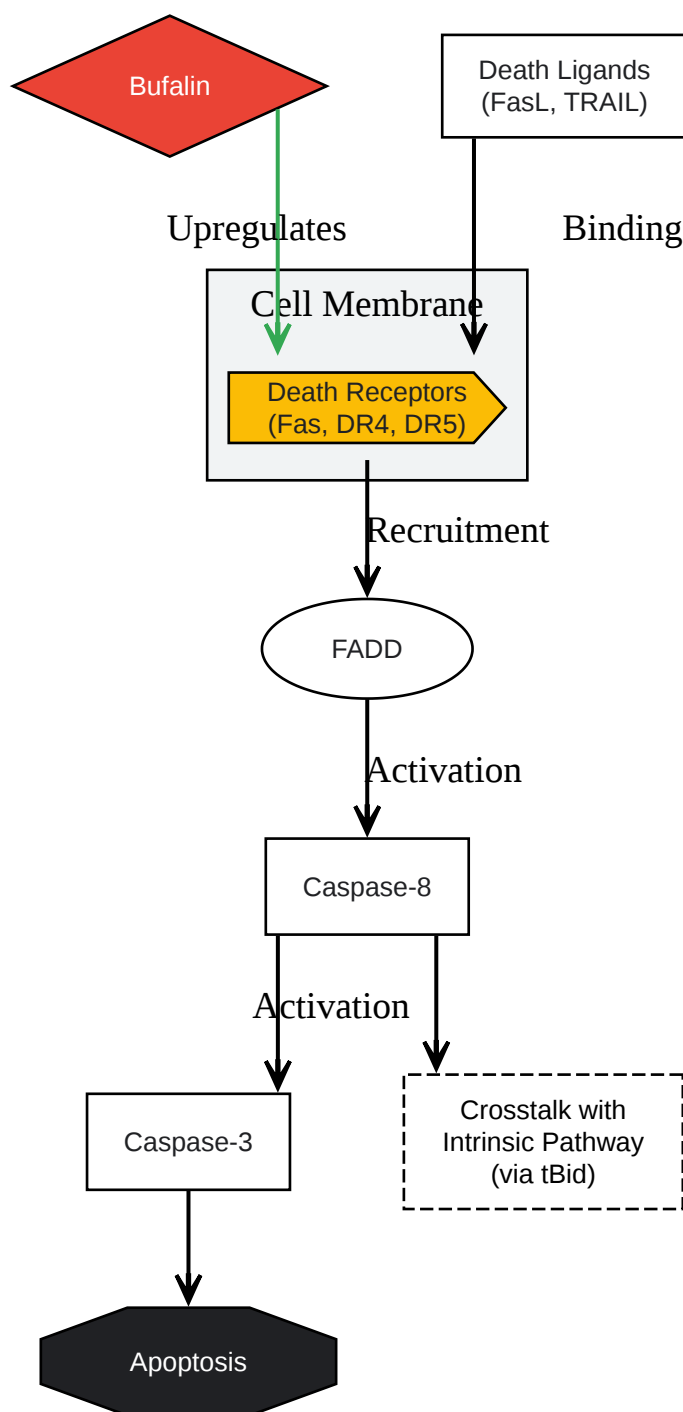 Bufalin
Death Ligands
(FasL, TRAIL)
Upregulates
Binding
Cell Membrane
Death Receptors
(Fas, DR4, DR5)
Recruitment
FADD
Activation
Caspase-8
Activation
Caspase-3
Crosstalk with
Intrinsic Pathway
(via tBid)
Apoptosis